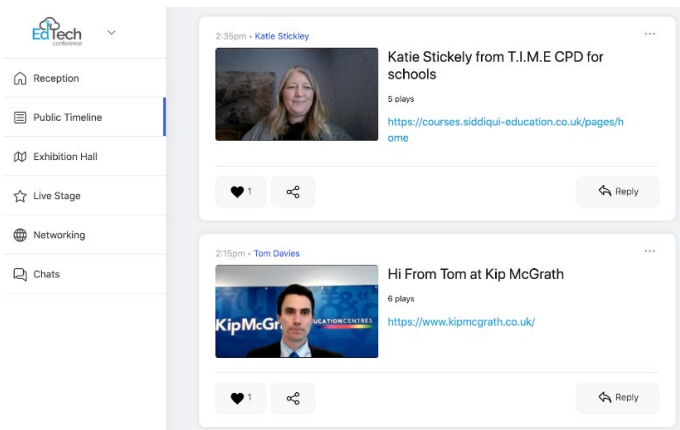 EdTech
conference
Reception
Public Timeline
Exhibition Hall
Live Stage
Networking
Chats
2:35pm • Katie Stickley
Katie Stickely from T.I.M.E CPD for
schools
5 plays
https://courses.siddiqui-education.co.uk/pages/h
ome
1
Reply
2:15pm • Tom Davies
Hi From Tom at Kip McGrath
6 plays
https://www.kipmcgrath.co.uk/
KipMcGr
UCATIONCENTRES
1
Reply